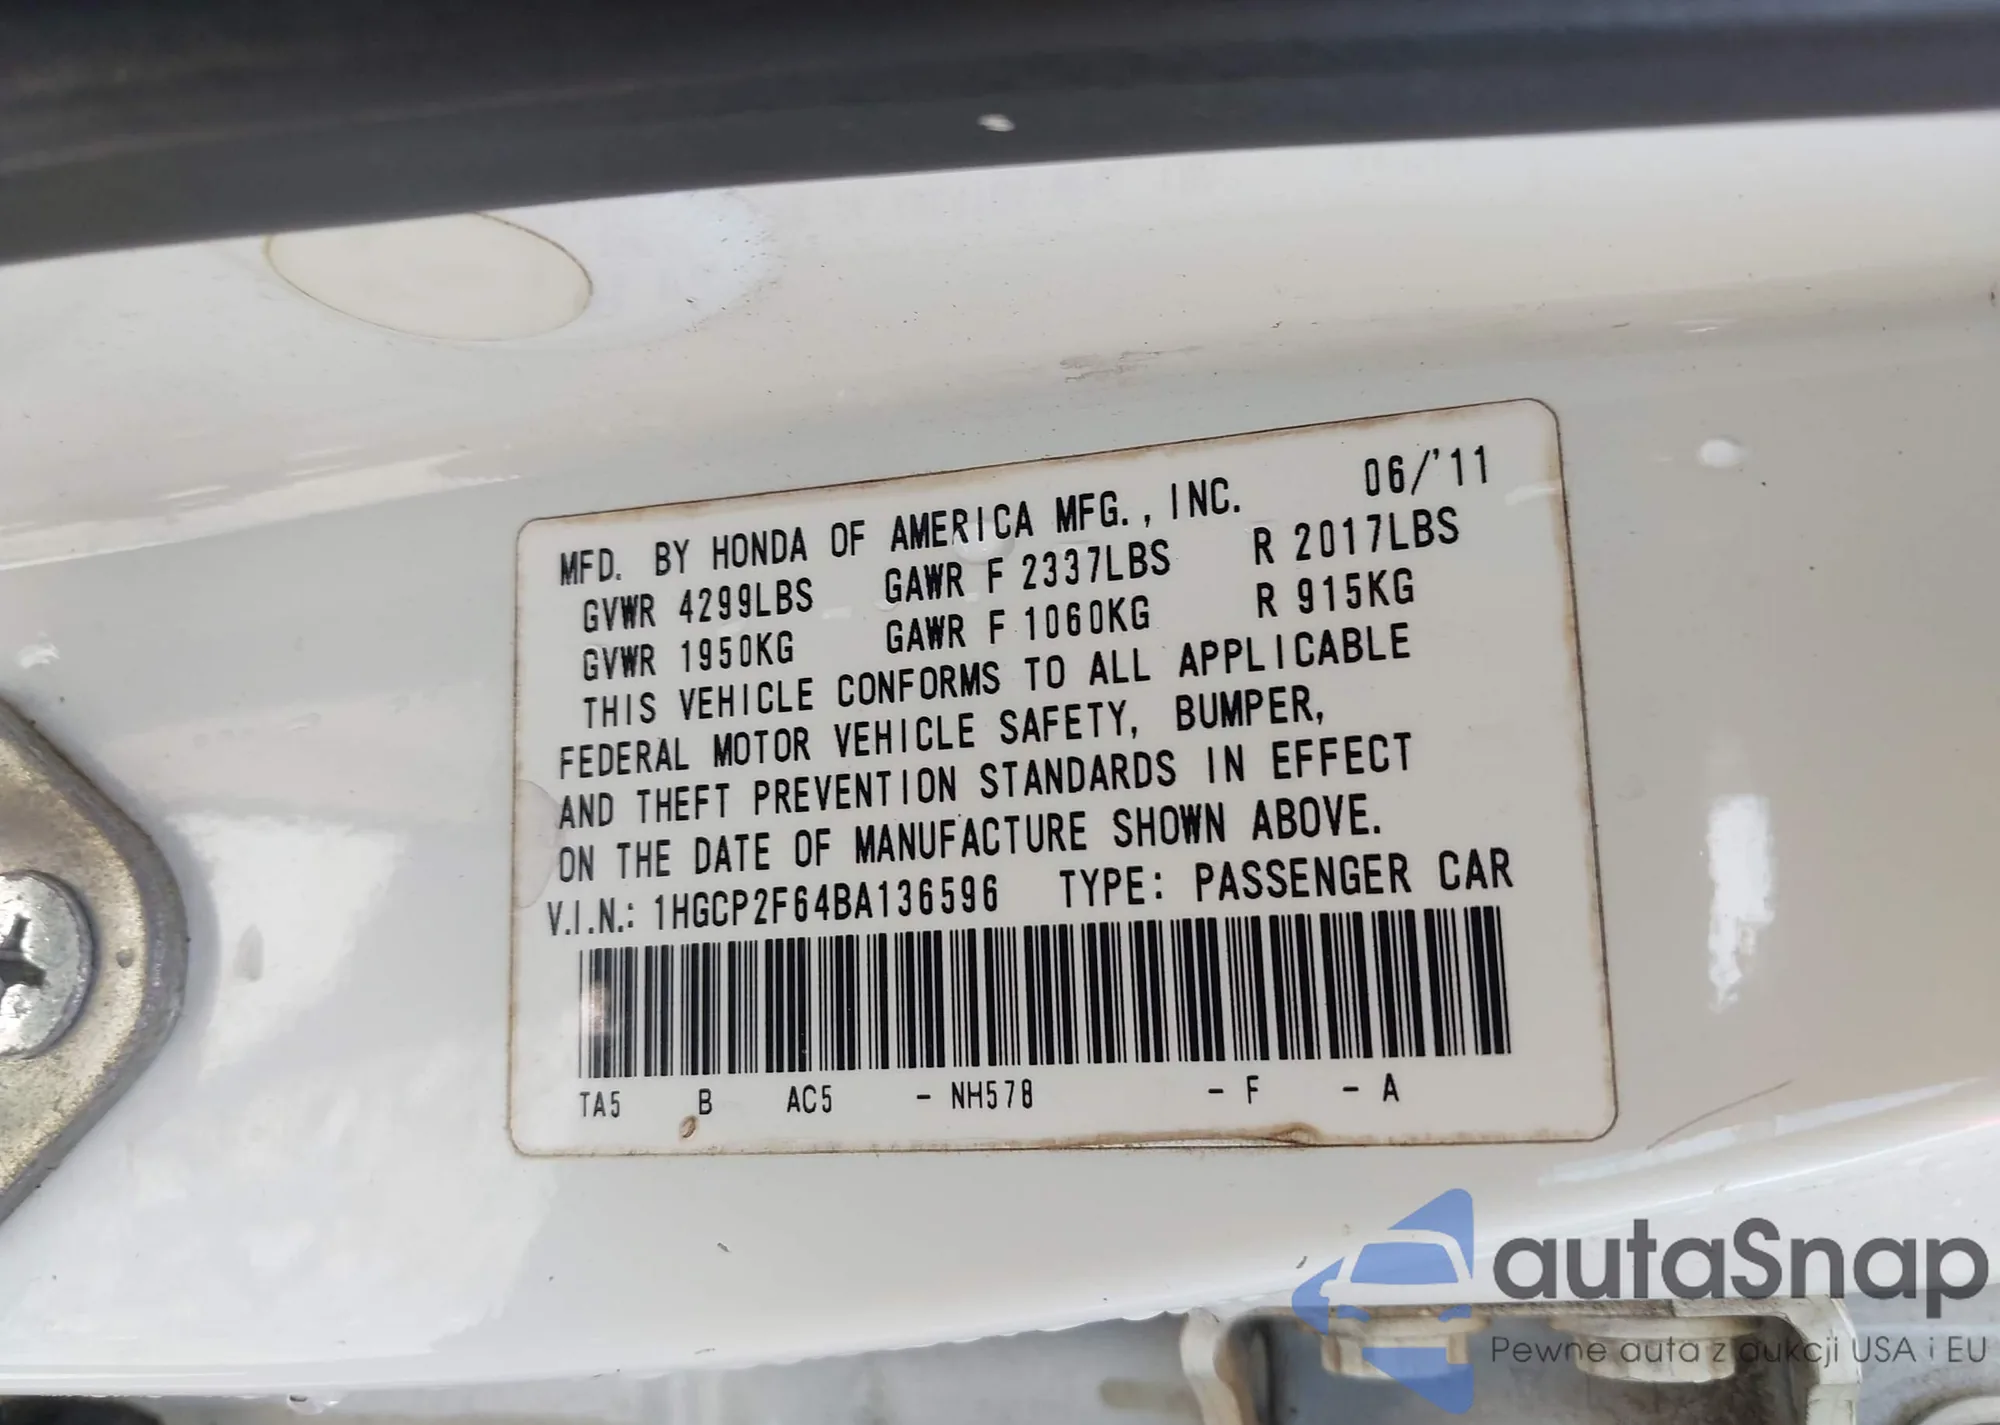 MFD. BY HONDA OF AMERICA MFG., INC. 06/'11
GVWR 4299LBS GAWR F 2337LBS R 2017LBS
GVWR 1950KG GAWR F 1060KG R 915KG
THIS VEHICLE CONFORMS TO ALL APPLICABLE
FEDERAL MOTOR VEHICLE SAFETY, BUMPER,
AND THEFT PREVENTION STANDARDS IN EFFECT
ON THE DATE OF MANUFACTURE SHOWN ABOVE.
V.I.N.: 1HGCP2F64BA136596 TYPE: PASSENGER CAR
TA5 B AC5 - NH578 - F - A
autaSnap
Pewne auta z aukcji USA i EU